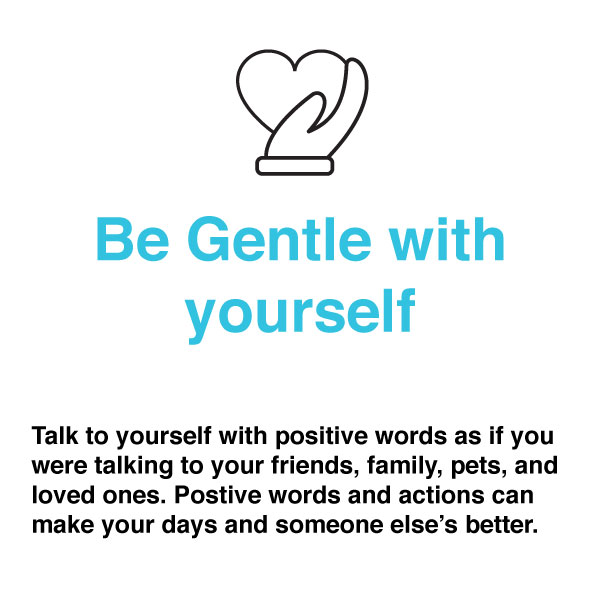 Be Gentle with
yourself
Talk to yourself with positive words as if you
were talking to your friends, family, pets, and
loved ones. Postive words and actions can
make your days and someone else’s better.